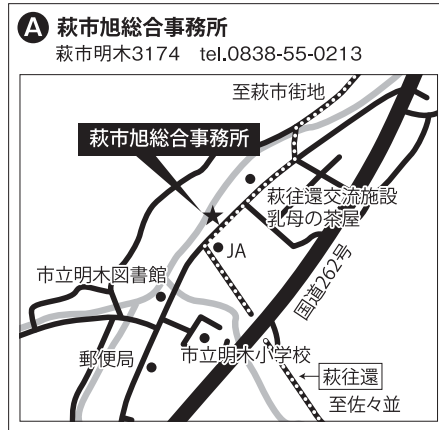 A 萩市旭総合事務所
萩市明木3174 tel.0838-55-0213
至萩市街地
萩市旭総合事務所
萩往還交流施設
乳母の茶屋
JA
国道262号
市立明木図書館
郵便局
市立明木小学校
萩往還
至佐々並